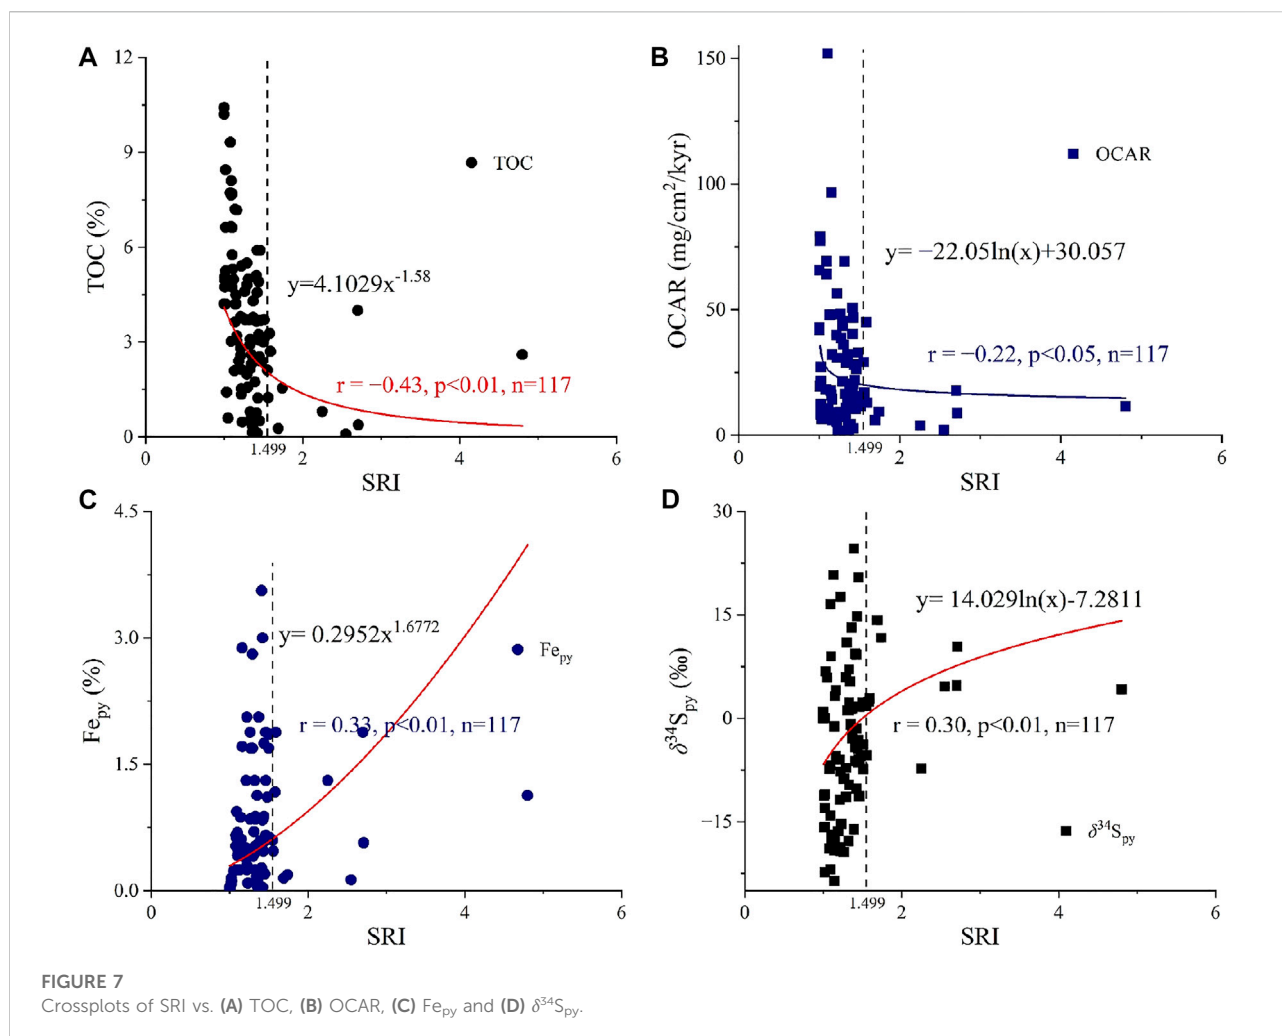 A
12
9
6
3
0
TOC (%)
TOC
y=4.1029x^-1.58
r = −0.43, p<0.01, n=117
0
1.499
2
4
6
SRI
B
150
100
50
0
OCAR (mg/cm²/kyr)
OCAR
y= −22.05ln(x)+30.057
r = −0.22, p<0.05, n=117
0
1.499
2
4
6
SRI
C
4.5
3.0
1.5
0.0
Fe_py (%)
y= 0.2952x^1.6772
Fe_py
r = 0.33, p<0.01, n=117
0
1.499
2
4
6
SRI
D
30
15
0
−15
δ³⁴S_py (‰)
y= 14.029ln(x)-7.2811
r = 0.30, p<0.01, n=117
δ³⁴S_py
0
1.499
2
4
6
SRI
FIGURE 7
Crossplots of SRI vs. (A) TOC, (B) OCAR, (C) Fe_py and (D) δ³⁴S_py.